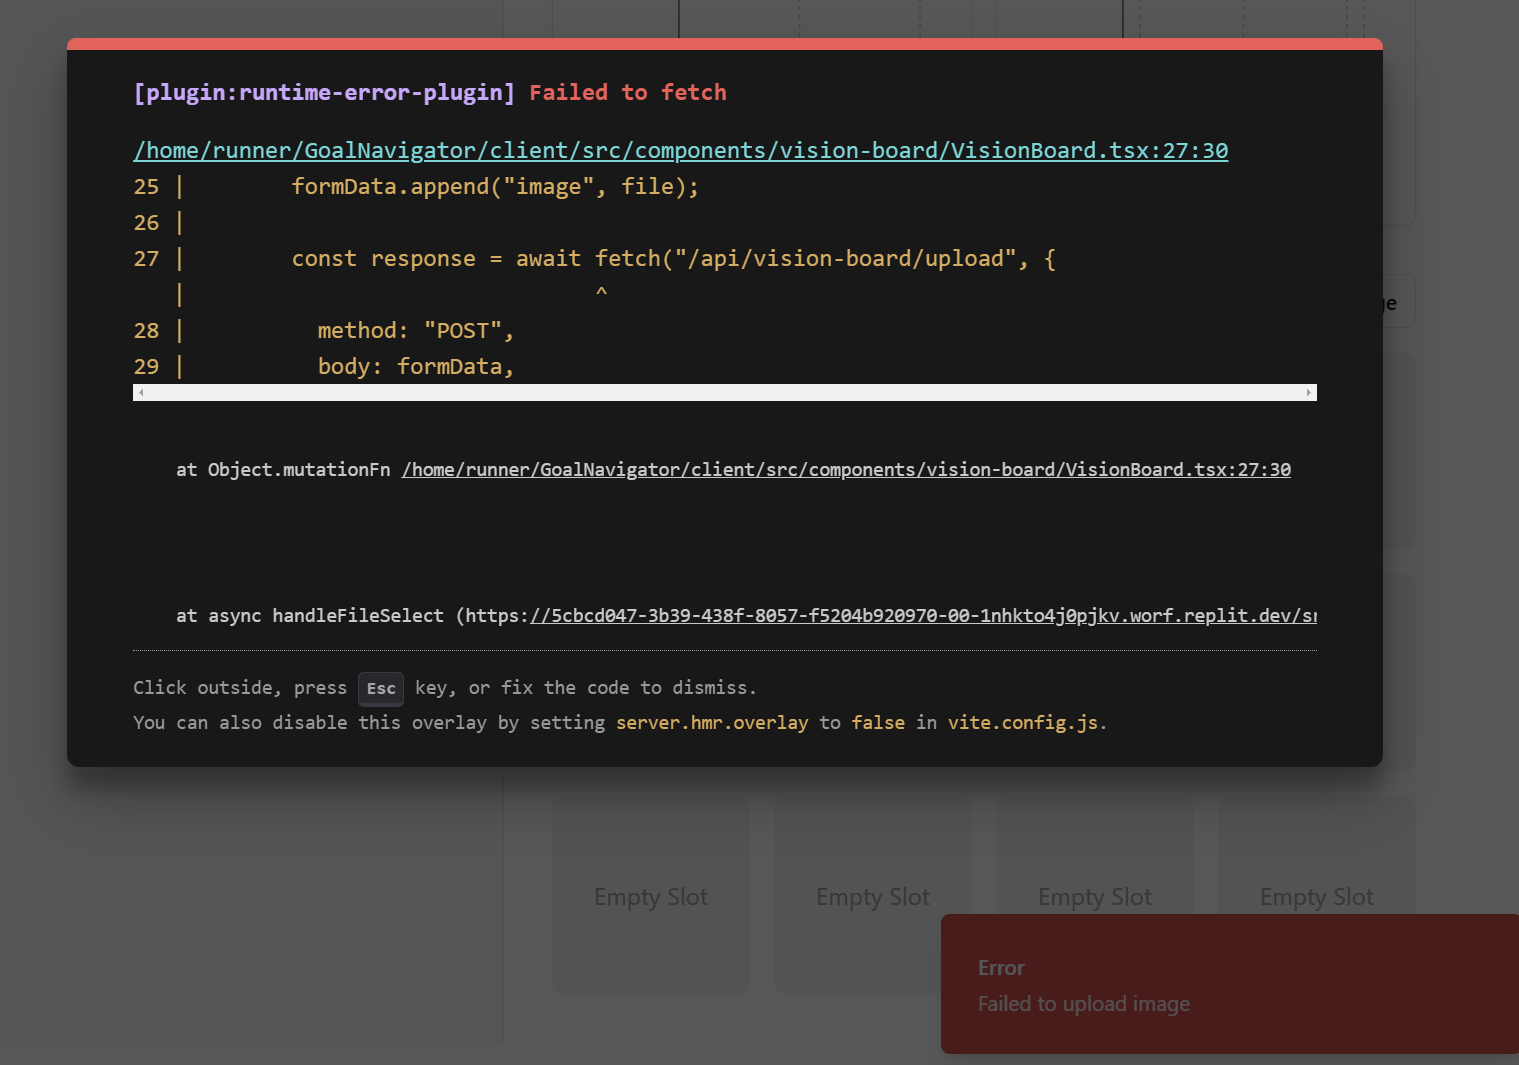 [plugin:runtime-error-plugin] Failed to fetch
/home/runner/GoalNavigator/client/src/components/vision-board/VisionBoard.tsx:27:30
25 |        formData.append("image", file);
26 |
27 |        const response = await fetch("/api/vision-board/upload", {
   |                               ^
28 |          method: "POST",
29 |          body: formData,
at Object.mutationFn /home/runner/GoalNavigator/client/src/components/vision-board/VisionBoard.tsx:27:30
at async handleFileSelect (https://5cbcd047-3b39-438f-8057-f5204b920970-00-1nhkto4j0pjkv.worf.replit.dev/sr
Click outside, press Esc key, or fix the code to dismiss.
You can also disable this overlay by setting server.hmr.overlay to false in vite.config.js.
Empty Slot
Empty Slot
Empty Slot
Empty Slot
Error
Failed to upload image